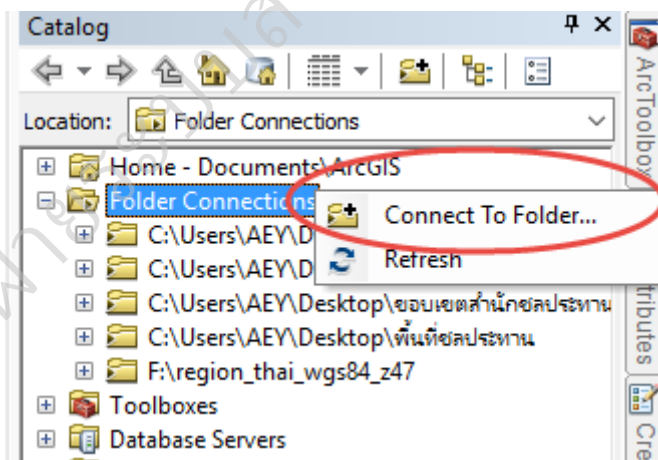 Catalog
Location: Folder Connections
Home - Documents\ArcGIS
Folder Connections
Connect To Folder...
C:\Users\AEY\D
Refresh
C:\Users\AEY\D
C:\Users\AEY\Desktop\ขอบเขตสำนักชลประทาน
C:\Users\AEY\Desktop\พื้นที่ชลประทาน
F:\region_thai_wgs84_z47
Toolboxes
Database Servers
ArcToolbox
tributes
Cre